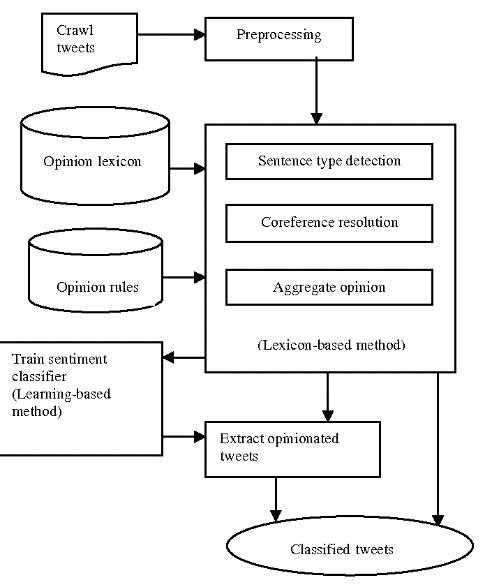 Crawl
tweets
Preprocessing
Opinion lexicon
Sentence type detection
Coreference resolution
Opinion rules
Aggregate opinion
(Lexicon-based method)
Train sentiment
classifier
(Learning-based
method)
Extract opinionated
tweets
Classified tweets